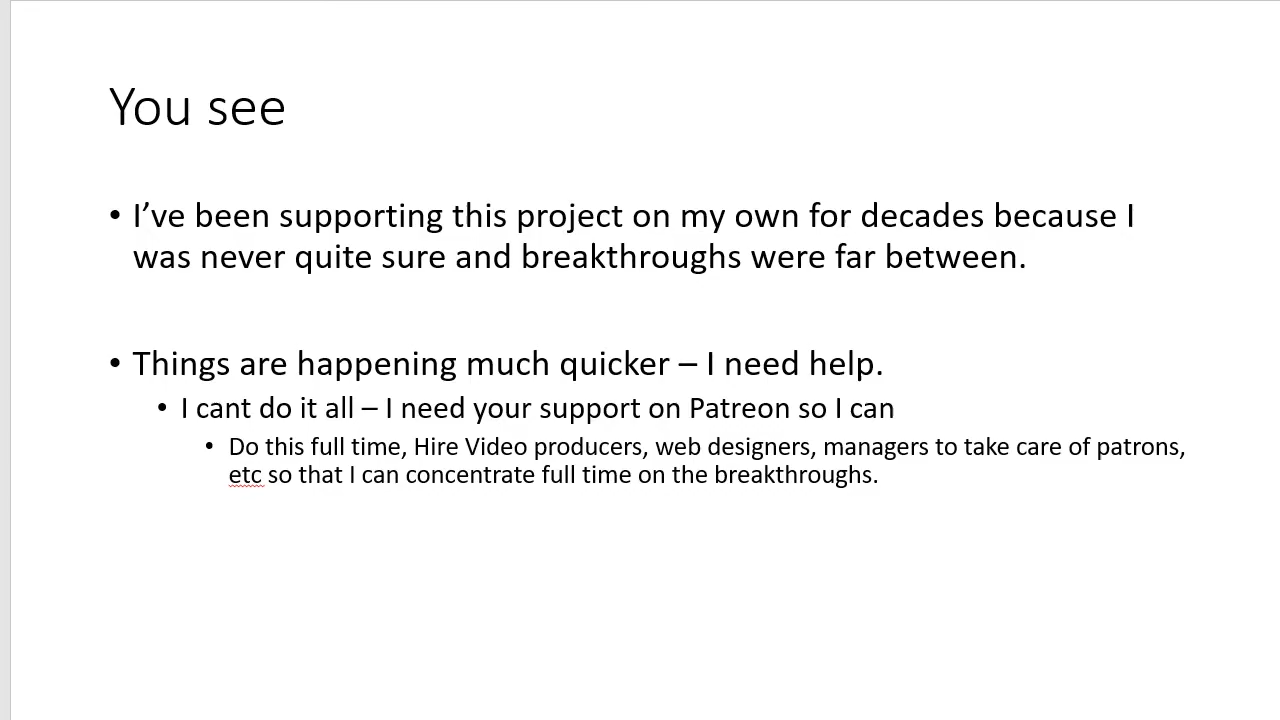 You see
• I’ve been supporting this project on my own for decades because I
was never quite sure and breakthroughs were far between.
• Things are happening much quicker – I need help.
• I cant do it all – I need your support on Patreon so I can
• Do this full time, Hire Video producers, web designers, managers to take care of patrons,
etc so that I can concentrate full time on the breakthroughs.